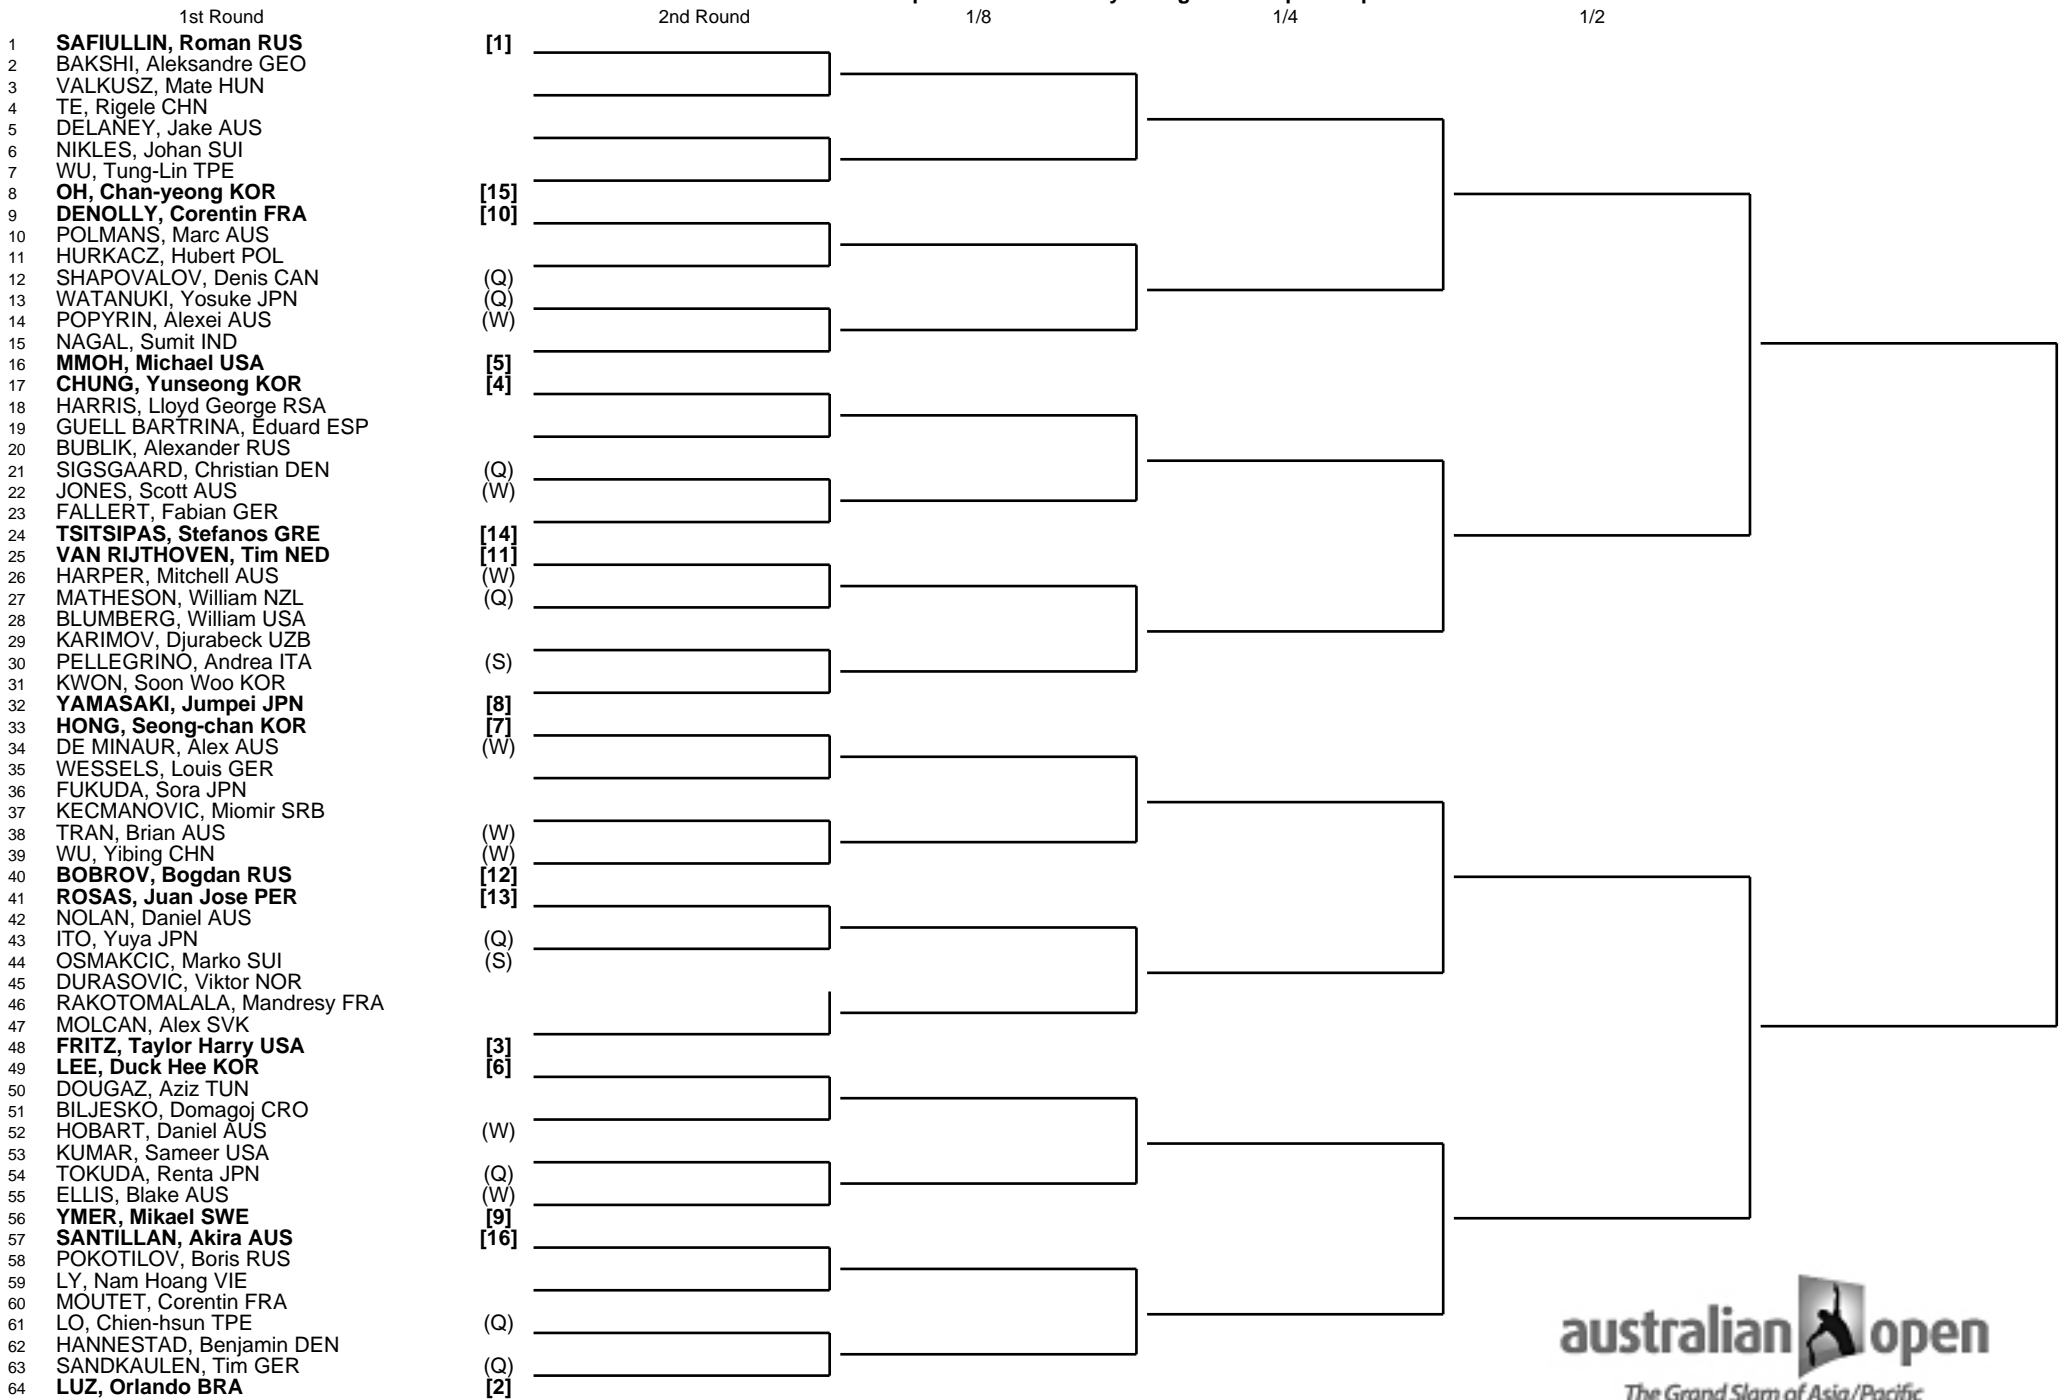 1st Round 2nd Round 1/8 1/4 1/2
1 SAFIULLIN, Roman RUS [1]
2 BAKSHI, Aleksandre GEO
3 VALKUSZ, Mate HUN
4 TE, Rigele CHN
5 DELANEY, Jake AUS
6 NIKLES, Johan SUI
7 WU, Tung-Lin TPE
8 OH, Chan-yeong KOR [15]
9 DENOLLY, Corentin FRA [10]
10 POLMANS, Marc AUS
11 HURKACZ, Hubert POL
12 SHAPOVALOV, Denis CAN (Q)
13 WATANUKI, Yosuke JPN (Q)
14 POPYRIN, Alexei AUS (W)
15 NAGAL, Sumit IND
16 MMOH, Michael USA [5]
17 CHUNG, Yunseong KOR [4]
18 HARRIS, Lloyd George RSA
19 GUELL BARTRINA, Eduard ESP
20 BUBLIK, Alexander RUS
21 SIGSGAARD, Christian DEN (Q)
22 JONES, Scott AUS (W)
23 FALLERT, Fabian GER
24 TSITSIPAS, Stefanos GRE [14]
25 VAN RIJTHOVEN, Tim NED [11]
26 HARPER, Mitchell AUS (W)
27 MATHESON, William NZL (Q)
28 BLUMBERG, William USA
29 KARIMOV, Djurabeck UZB
30 PELLEGRINO, Andrea ITA (S)
31 KWON, Soon Woo KOR
32 YAMASAKI, Jumpei JPN [8]
33 HONG, Seong-chan KOR [7]
34 DE MINAUR, Alex AUS (W)
35 WESSELS, Louis GER
36 FUKUDA, Sora JPN
37 KECMANOVIC, Miomir SRB
38 TRAN, Brian AUS (W)
39 WU, Yibing CHN (W)
40 BOBROV, Bogdan RUS [12]
41 ROSAS, Juan Jose PER [13]
42 NOLAN, Daniel AUS
43 ITO, Yuya JPN (Q)
44 OSMAKCIC, Marko SUI (S)
45 DURASOVIC, Viktor NOR
46 RAKOTOMALALA, Mandresy FRA
47 MOLCAN, Alex SVK
48 FRITZ, Taylor Harry USA [3]
49 LEE, Duck Hee KOR [6]
50 DOUGAZ, Aziz TUN
51 BILJESKO, Domagoj CRO
52 HOBART, Daniel AUS (W)
53 KUMAR, Sameer USA
54 TOKUDA, Renta JPN (Q)
55 ELLIS, Blake AUS (W)
56 YMER, Mikael SWE [9]
57 SANTILLAN, Akira AUS [16]
58 POKOTILOV, Boris RUS
59 LY, Nam Hoang VIE
60 MOUTET, Corentin FRA
61 LO, Chien-hsun TPE (Q)
62 HANNESTAD, Benjamin DEN
63 SANDKAULEN, Tim GER (Q)
64 LUZ, Orlando BRA [2]
australian open
The Grand Slam of Asia/Pacific